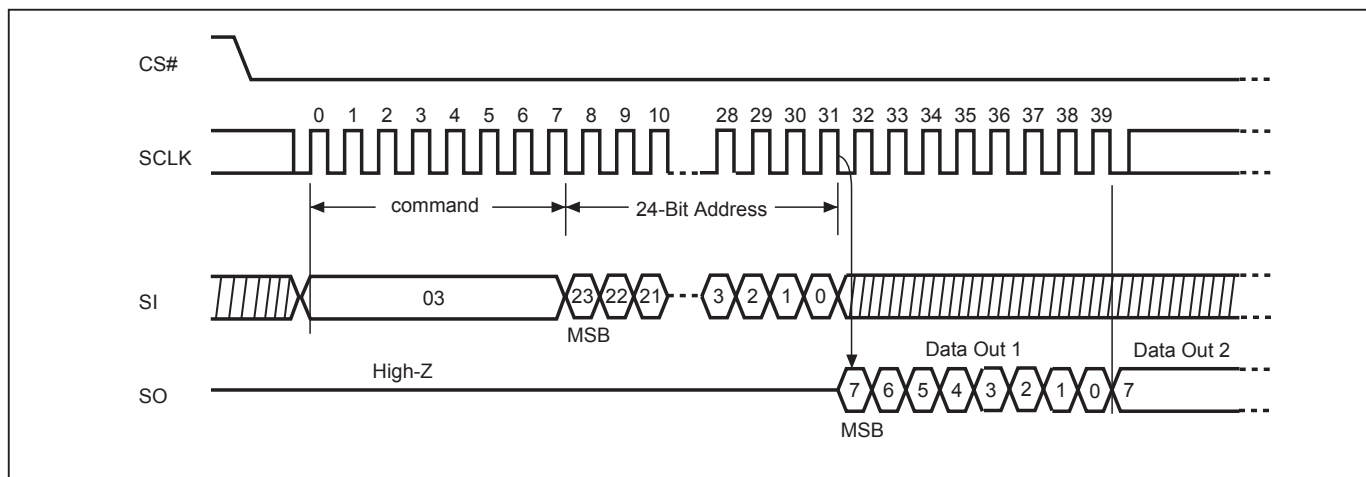 CS#
0 1 2 3 4 5 6 7 8 9 10 28 29 30 31 32 33 34 35 36 37 38 39
SCLK
command 24-Bit Address
SI 03 23 22 21 3 2 1 0
MSB
High-Z Data Out 1 Data Out 2
SO 7 6 5 4 3 2 1 0 7
MSB